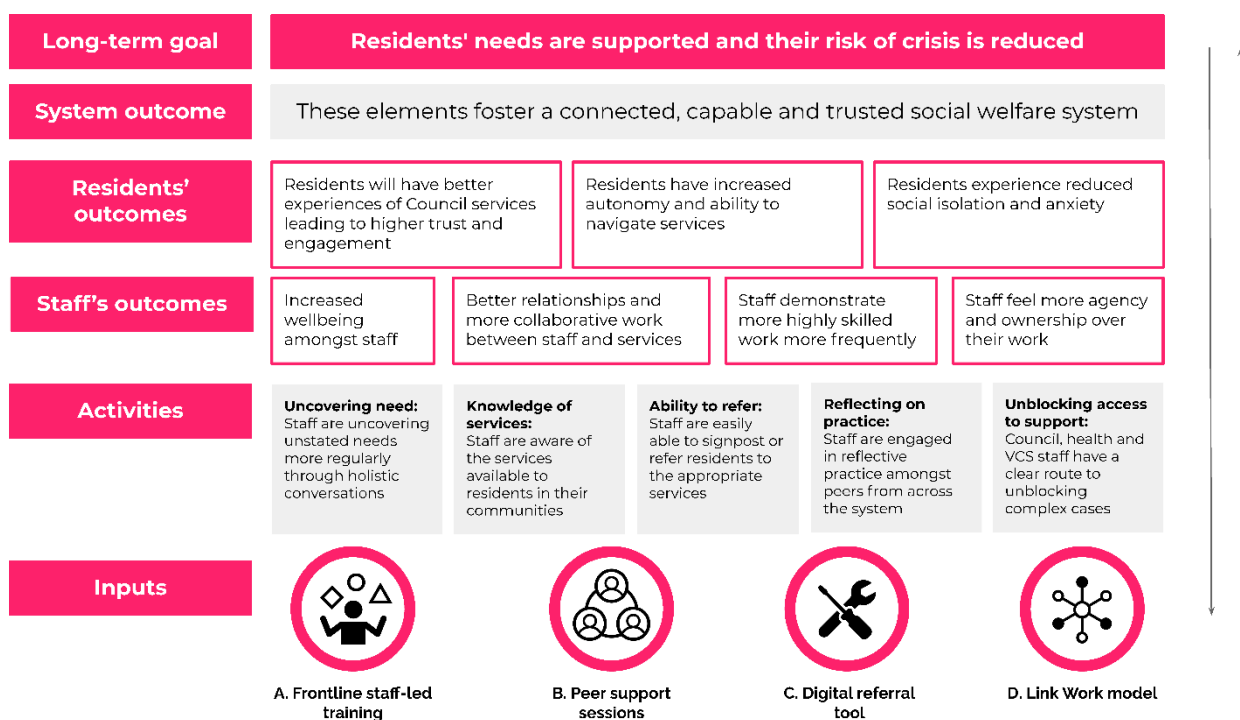 Long-term goal
Residents' needs are supported and their risk of crisis is reduced
System outcome
These elements foster a connected, capable and trusted social welfare system
Residents'
outcomes
Residents will have better
experiences of Council services
leading to higher trust and
engagement
Residents have increased
autonomy and ability to
navigate services
Residents experience reduced
social isolation and anxiety
Staff's outcomes
Increased
wellbeing
amongst staff
Better relationships and
more collaborative work
between staff and services
Staff demonstrate
more highly skilled
work more frequently
Staff feel more agency
and ownership over
their work
Activities
Uncovering need:
Staff are uncovering
unstated needs
more regularly
through holistic
conversations
Knowledge of
services:
Staff are aware of
the services
available to
residents in their
communities
Ability to refer:
Staff are easily
able to signpost or
refer residents to
the appropriate
services
Reflecting on
practice:
Staff are engaged
in reflective
practice amongst
peers from across
the system
Unblocking access
to support:
Council, health and
VCS staff have a
clear route to
unblocking
complex cases
Inputs
A. Frontline staff-led
training
B. Peer support
sessions
C. Digital referral
tool
D. Link Work model